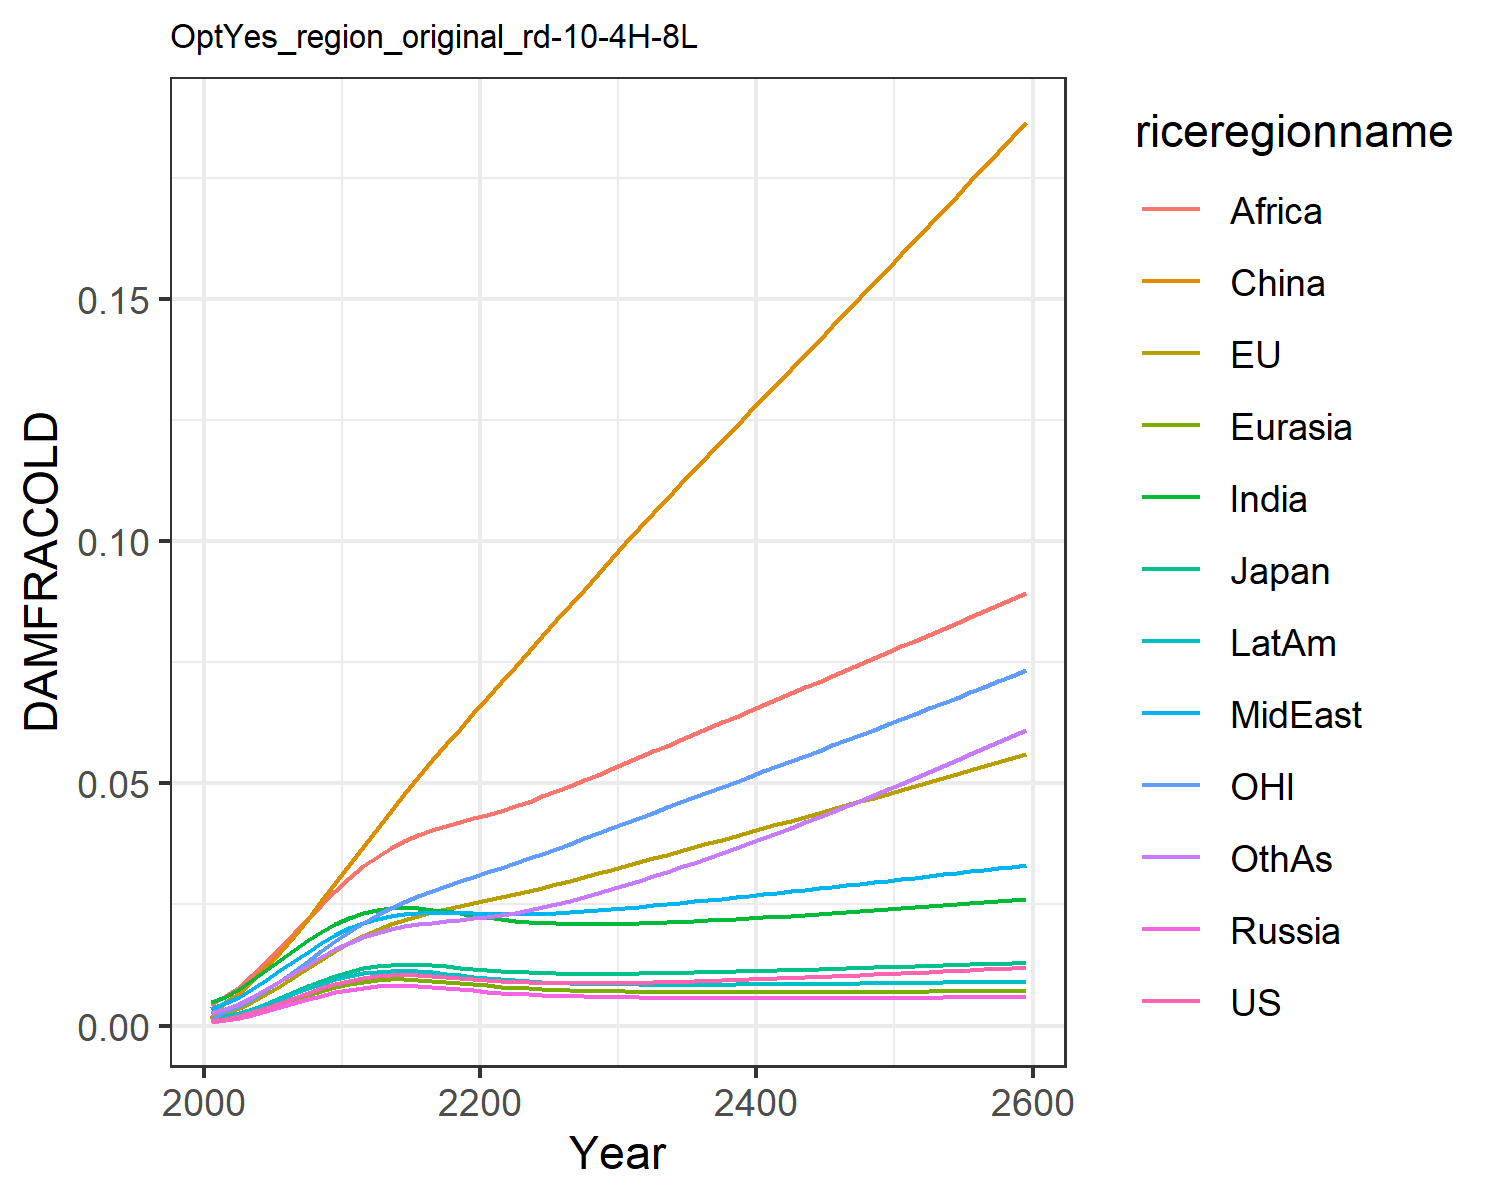 OptYes_region_original_rd-10-4H-8L
DAMFRACOLD
0.15
0.10
0.05
0.00
2000 2200 2400 2600
Year
riceregionname
Africa
China
EU
Eurasia
India
Japan
LatAm
MidEast
OHI
OthAs
Russia
US